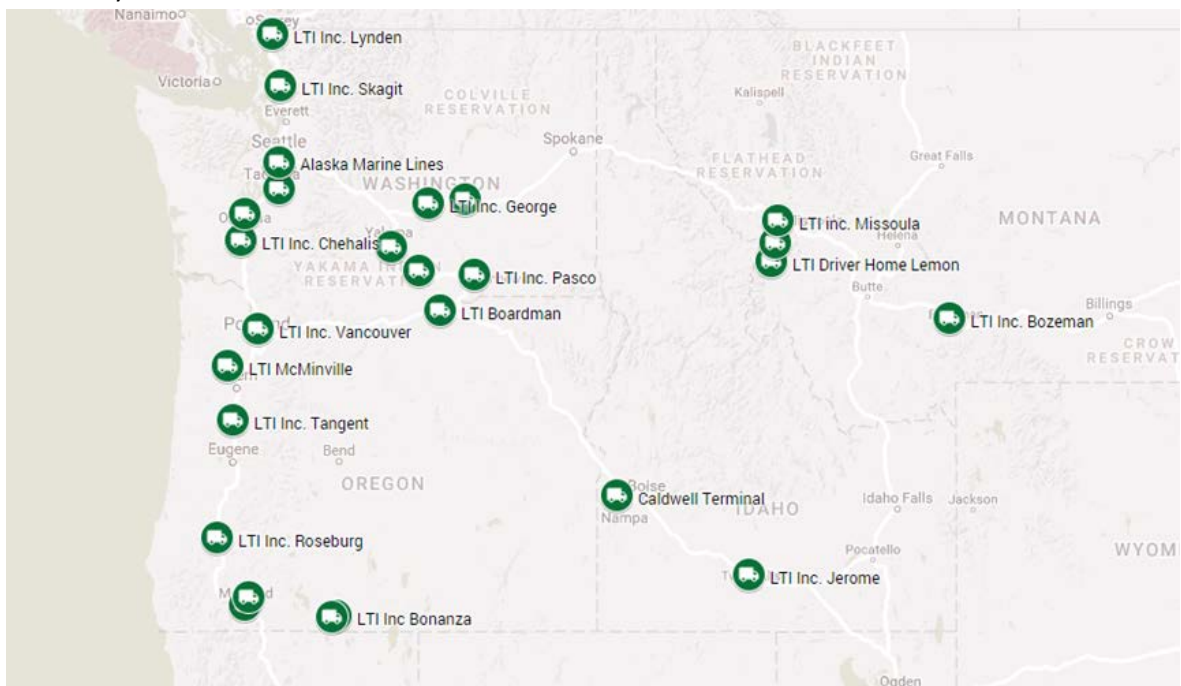 Nanaimo
LTI Inc. Lynden
BLACKFEET
INDIAN
RESERVATION
Victoria
LTI Inc. Skagit
COLVILLE
RESERVATION
Kalispell
Everett
Seattle
Spokane
Great Falls
Alaska Marine Lines
FLATHEAD
RESERVATION
WASHINGTON
LTI Inc. George
MONTANA
LTI inc. Missoula
Helena
LTI Inc. Chehalis
LTI Driver Home Lemon
LTI Inc. Pasco
Butte
Billings
LTI Boardman
LTI Inc. Bozeman
LTI Inc. Vancouver
CROW
LTI McMinville
LTI Inc. Tangent
Eugene
Bend
OREGON
Boise
Caldwell Terminal
Idaho Falls
Jackson
IDAHO
Nampa
LTI Inc. Roseburg
Pocatello
WYOMI
LTI Inc. Jerome
LTI Inc Bonanza
Ogden